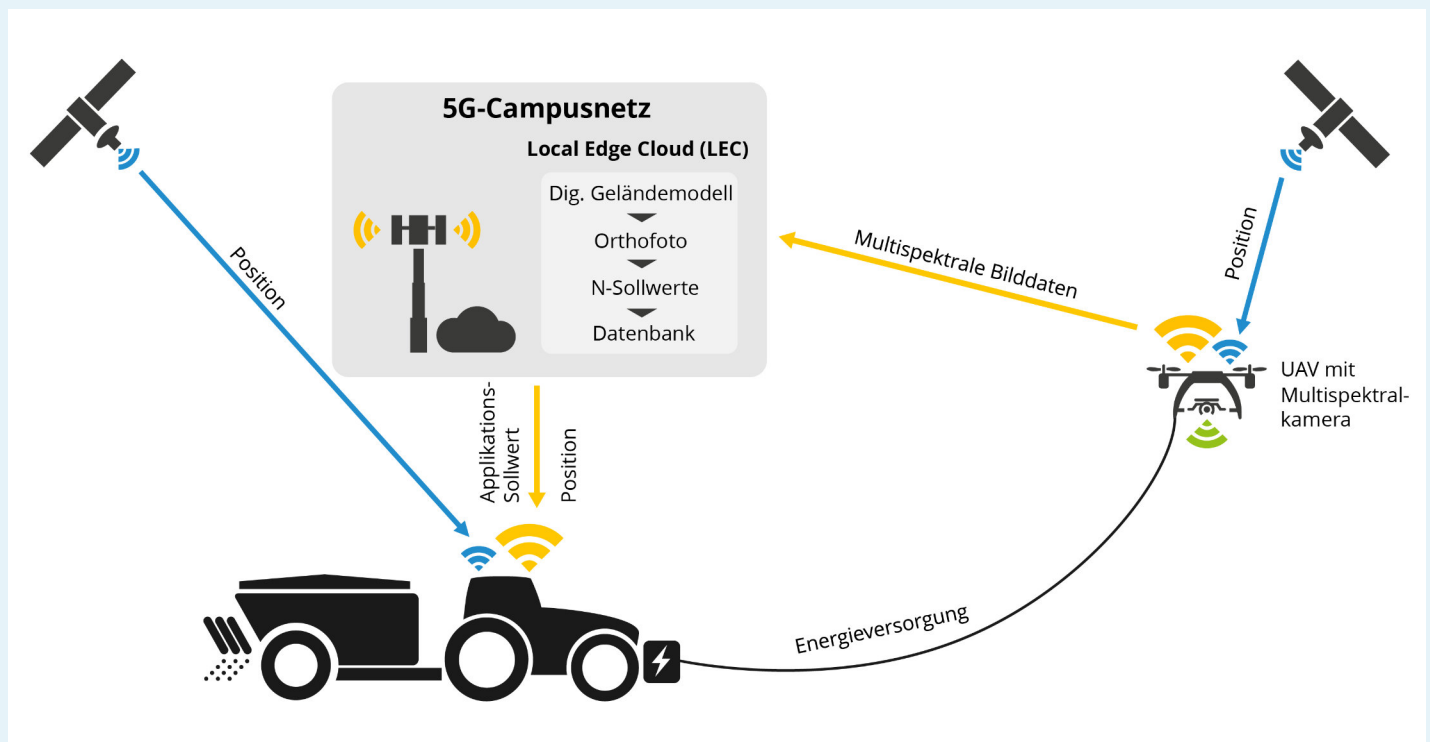 5G-Campusnetz
Local Edge Cloud (LEC)
Dig. Geländemodell
Orthofoto
N-Sollwerte
Datenbank
Position
Multispektrale Bilddaten
Position
UAV mit
Multispektral-
kamera
Applikations-
Sollwert
Position
Energieversorgung